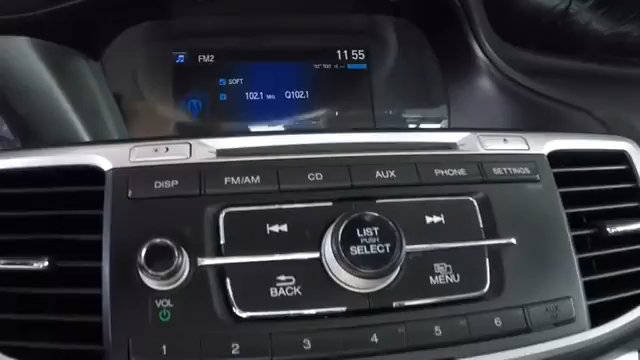 FM2 11 55
SOFT
102.1 MHz Q102.1
DISP FM/AM CD AUX PHONE SETTINGS
LIST
PUSH
SELECT
BACK MENU
VOL
1 2 3 4 5 6